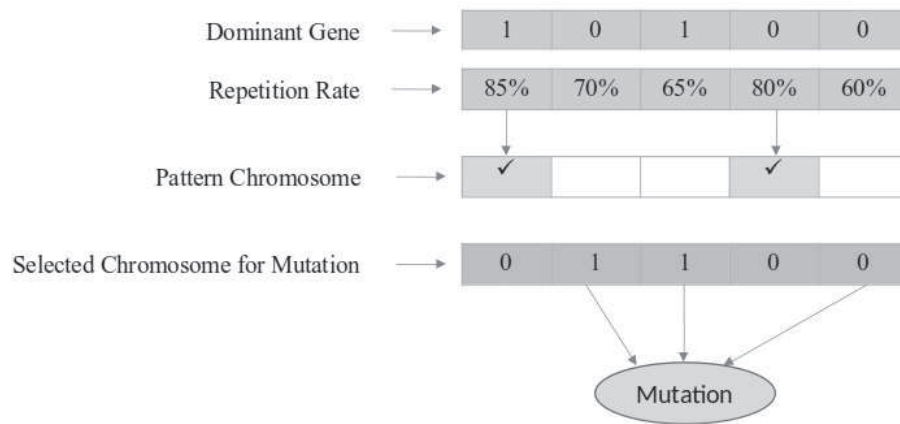 Dominant Gene 1 0 1 0 0
Repetition Rate 85% 70% 65% 80% 60%
Pattern Chromosome ✓ ✓
Selected Chromosome for Mutation 0 1 1 0 0
Mutation